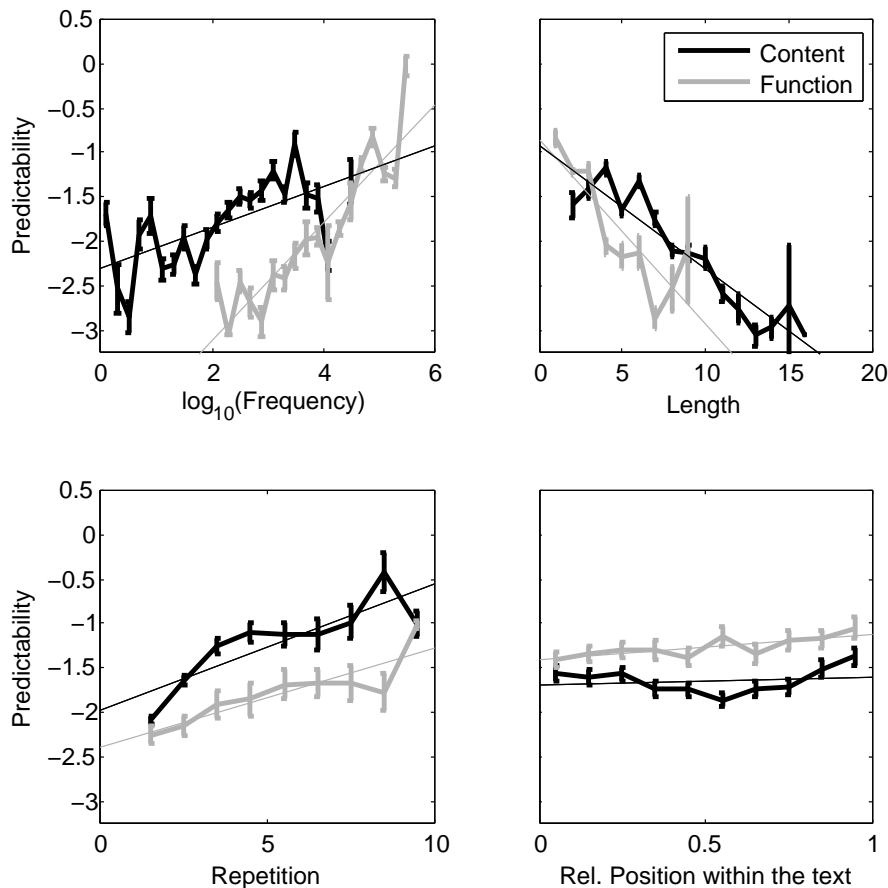 0.5
0
−0.5
−1
−1.5
−2
−2.5
−3
Predictability
0 2 4 6
log10(Frequency)
Content
Function
0 5 10 15 20
Length
0.5
0
−0.5
−1
−1.5
−2
−2.5
−3
Predictability
0 5 10
Repetition
0 0.5 1
Rel. Position within the text